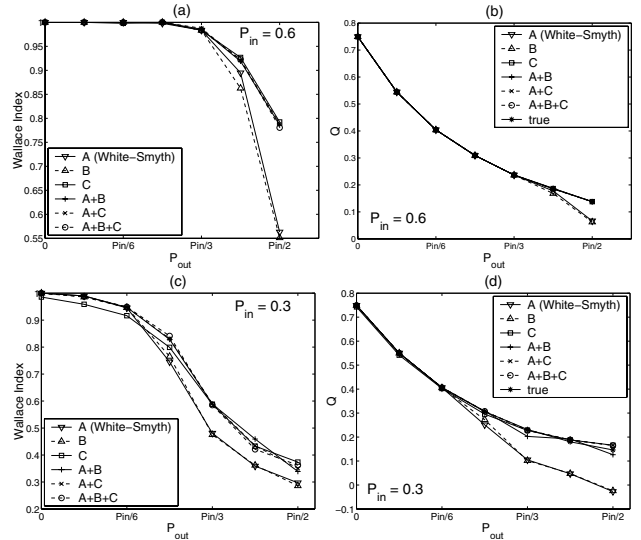 (a)
P_in = 0.6
Wallace Index
1
0.95
0.9
0.85
0.8
0.75
0.7
0.65
0.6
0.55
A (White-Smyth)
B
C
A+B
A+C
A+B+C
0
Pin/6
Pin/3
Pin/2
P_out
(b)
Q
0.8
0.7
0.6
0.5
0.4
0.3
0.2
0.1
0
A (White-Smyth)
B
C
A+B
A+C
A+B+C
true
P_in = 0.6
0
Pin/6
Pin/3
Pin/2
P_out
(c)
P_in = 0.3
Wallace Index
1
0.9
0.8
0.7
0.6
0.5
0.4
0.3
0.2
A (White-Smyth)
B
C
A+B
A+C
A+B+C
0
Pin/6
Pin/3
Pin/2
P_out
(d)
Q
0.8
0.7
0.6
0.5
0.4
0.3
0.2
0.1
0
−0.1
A (White-Smyth)
B
C
A+B
A+C
A+B+C
true
P_in = 0.3
0
Pin/6
Pin/3
Pin/2
P_out